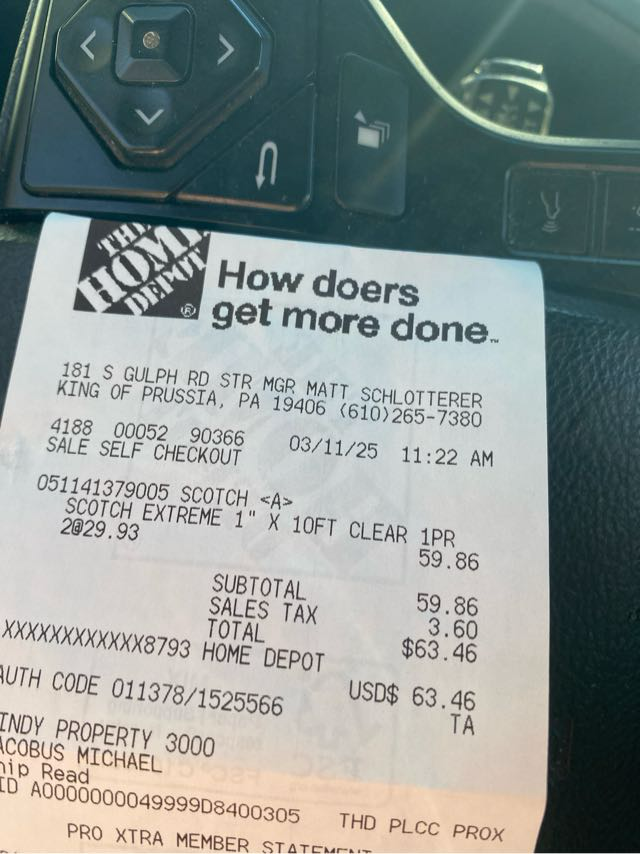 THE
HOME
DEPOT
®
How doers
get more done™
181 S GULPH RD STR MGR MATT SCHLOTTERER
KING OF PRUSSIA, PA 19406 (610)265-7380
4188 00052 90366 03/11/25 11:22 AM
SALE SELF CHECKOUT
051141379005 SCOTCH <A>
SCOTCH EXTREME 1" X 10FT CLEAR 1PR
2@29.93 59.86
SUBTOTAL 59.86
SALES TAX 3.60
TOTAL $63.46
XXXXXXXXXXXX8793 HOME DEPOT
USD$ 63.46
AUTH CODE 011378/1525566 TA
INDY PROPERTY 3000
ACOBUS MICHAEL
hip Read
ID A0000000049999D8400305 THD PLCC PROX
PRO XTRA MEMBER STATEMENT